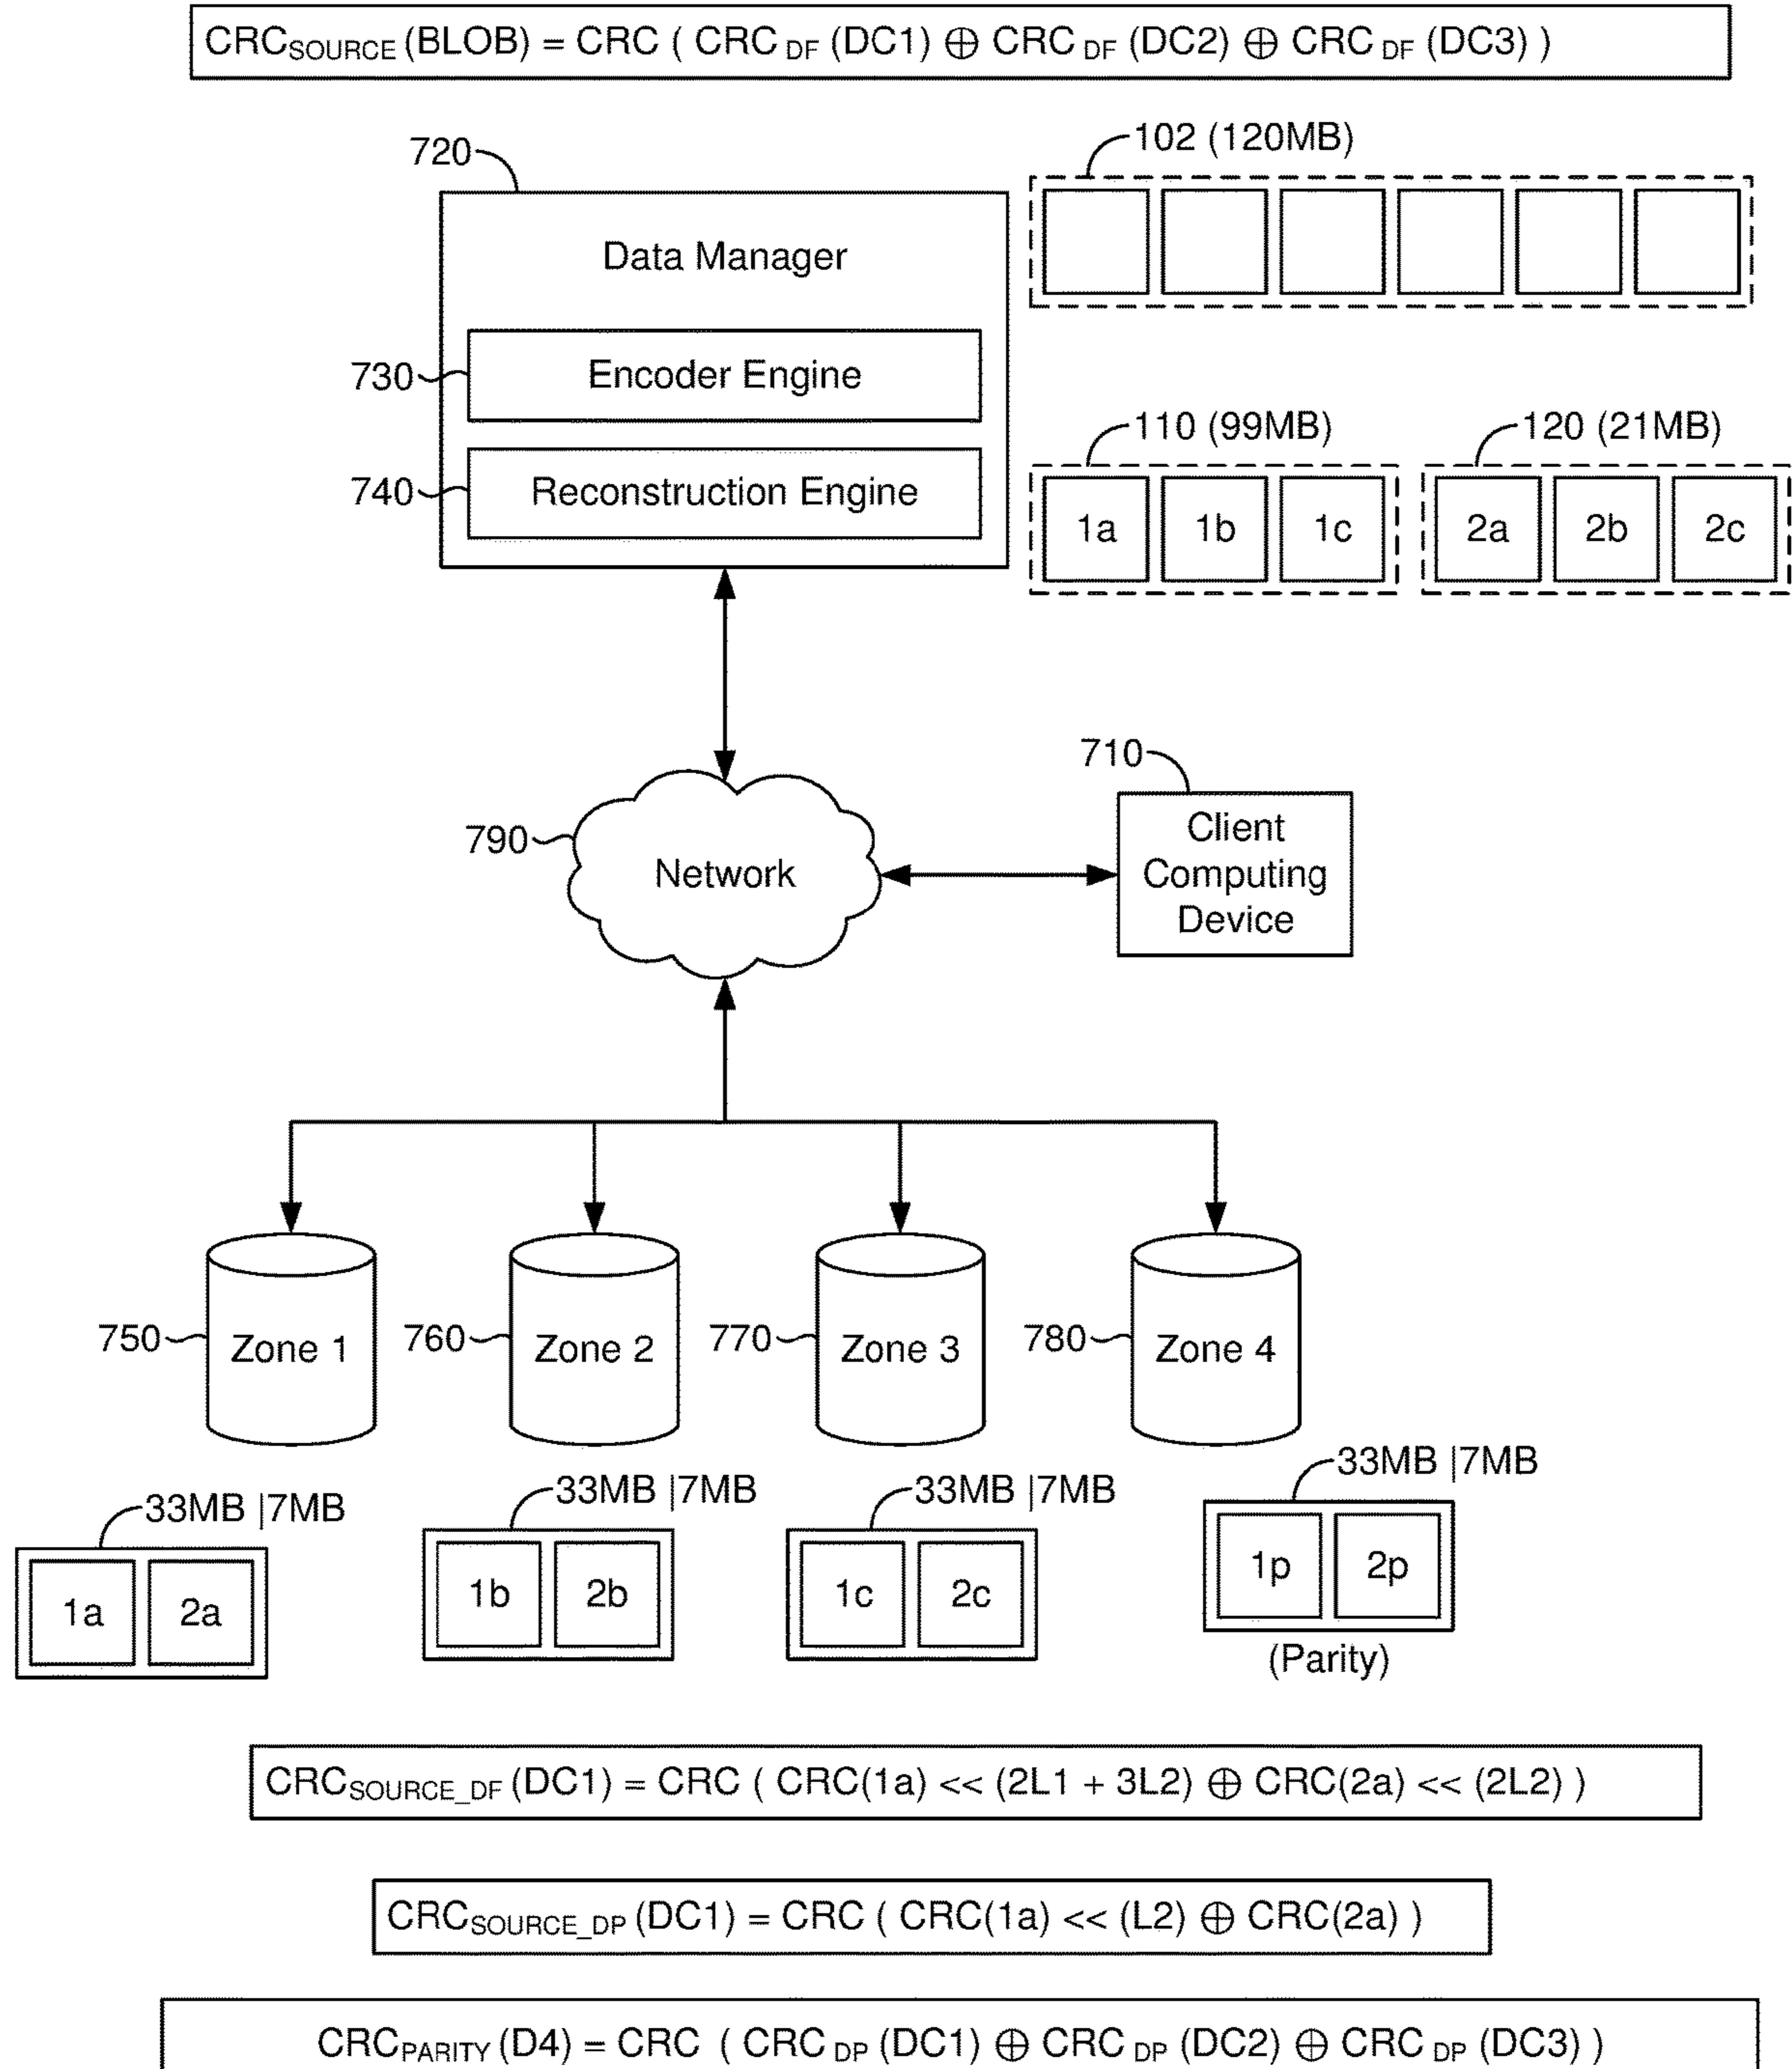 CRCSOURCE (BLOB) = CRC ( CRC DF (DC1) ⊕ CRC DF (DC2) ⊕ CRC DF (DC3) )
720
102 (120MB)
Data Manager
730
Encoder Engine
110 (99MB)
120 (21MB)
740
Reconstruction Engine
1a
1b
1c
2a
2b
2c
710
790
Network
Client
Computing
Device
750
Zone 1
760
Zone 2
770
Zone 3
780
Zone 4
33MB |7MB
1a
2a
33MB |7MB
1b
2b
33MB |7MB
1c
2c
33MB |7MB
1p
2p
(Parity)
CRCSOURCE_DF (DC1) = CRC ( CRC(1a) << (2L1 + 3L2) ⊕ CRC(2a) << (2L2) )
CRCSOURCE_DP (DC1) = CRC ( CRC(1a) << (L2) ⊕ CRC(2a) )
CRCPARITY (D4) = CRC ( CRC DP (DC1) ⊕ CRC DP (DC2) ⊕ CRC DP (DC3) )